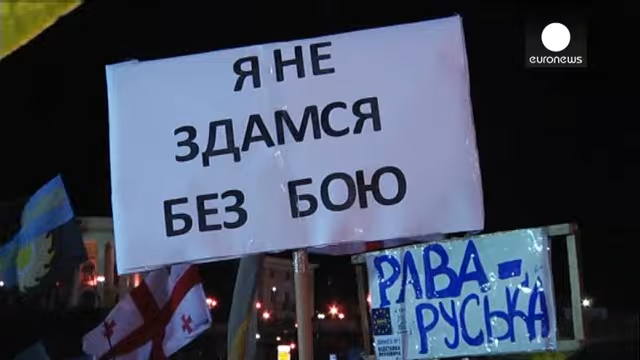 Я НЕ
ЗДАМСЯ
БЕЗ БОЮ
euronews
РАВА-
РУСЬКА